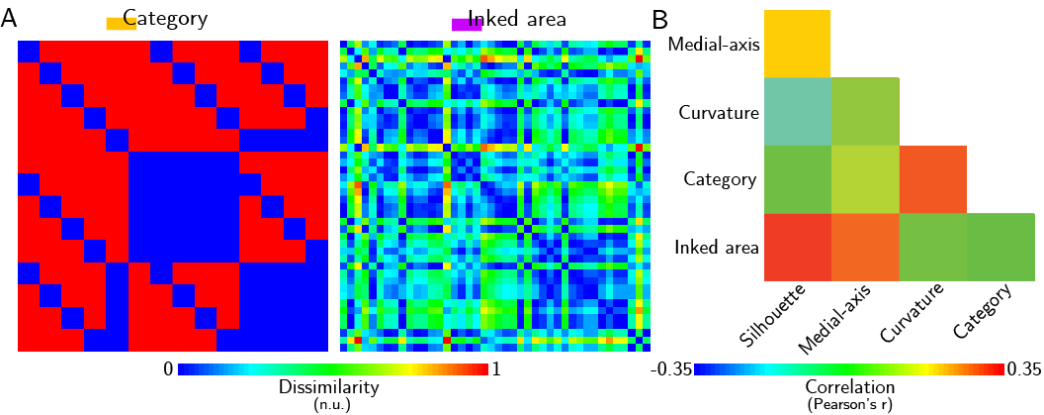 A
Category
Inked area
B
Medial-axis
Curvature
Category
Inked area
Silhouette
Medial-axis
Curvature
Category
0
1
Dissimilarity
(n.u.)
-0.35
0.35
Correlation
(Pearson's r)